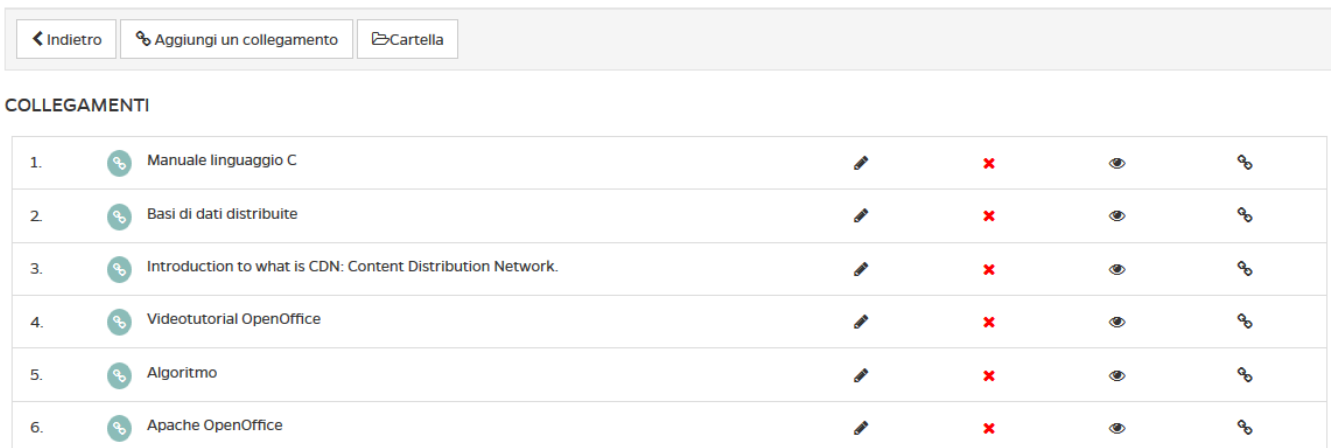 Indietro Aggiungi un collegamento Cartella
COLLEGAMENTI
1. Manuale linguaggio C
2. Basi di dati distribuite
3. Introduction to what is CDN: Content Distribution Network.
4. Videotutorial OpenOffice
5. Algoritmo
6. Apache OpenOffice